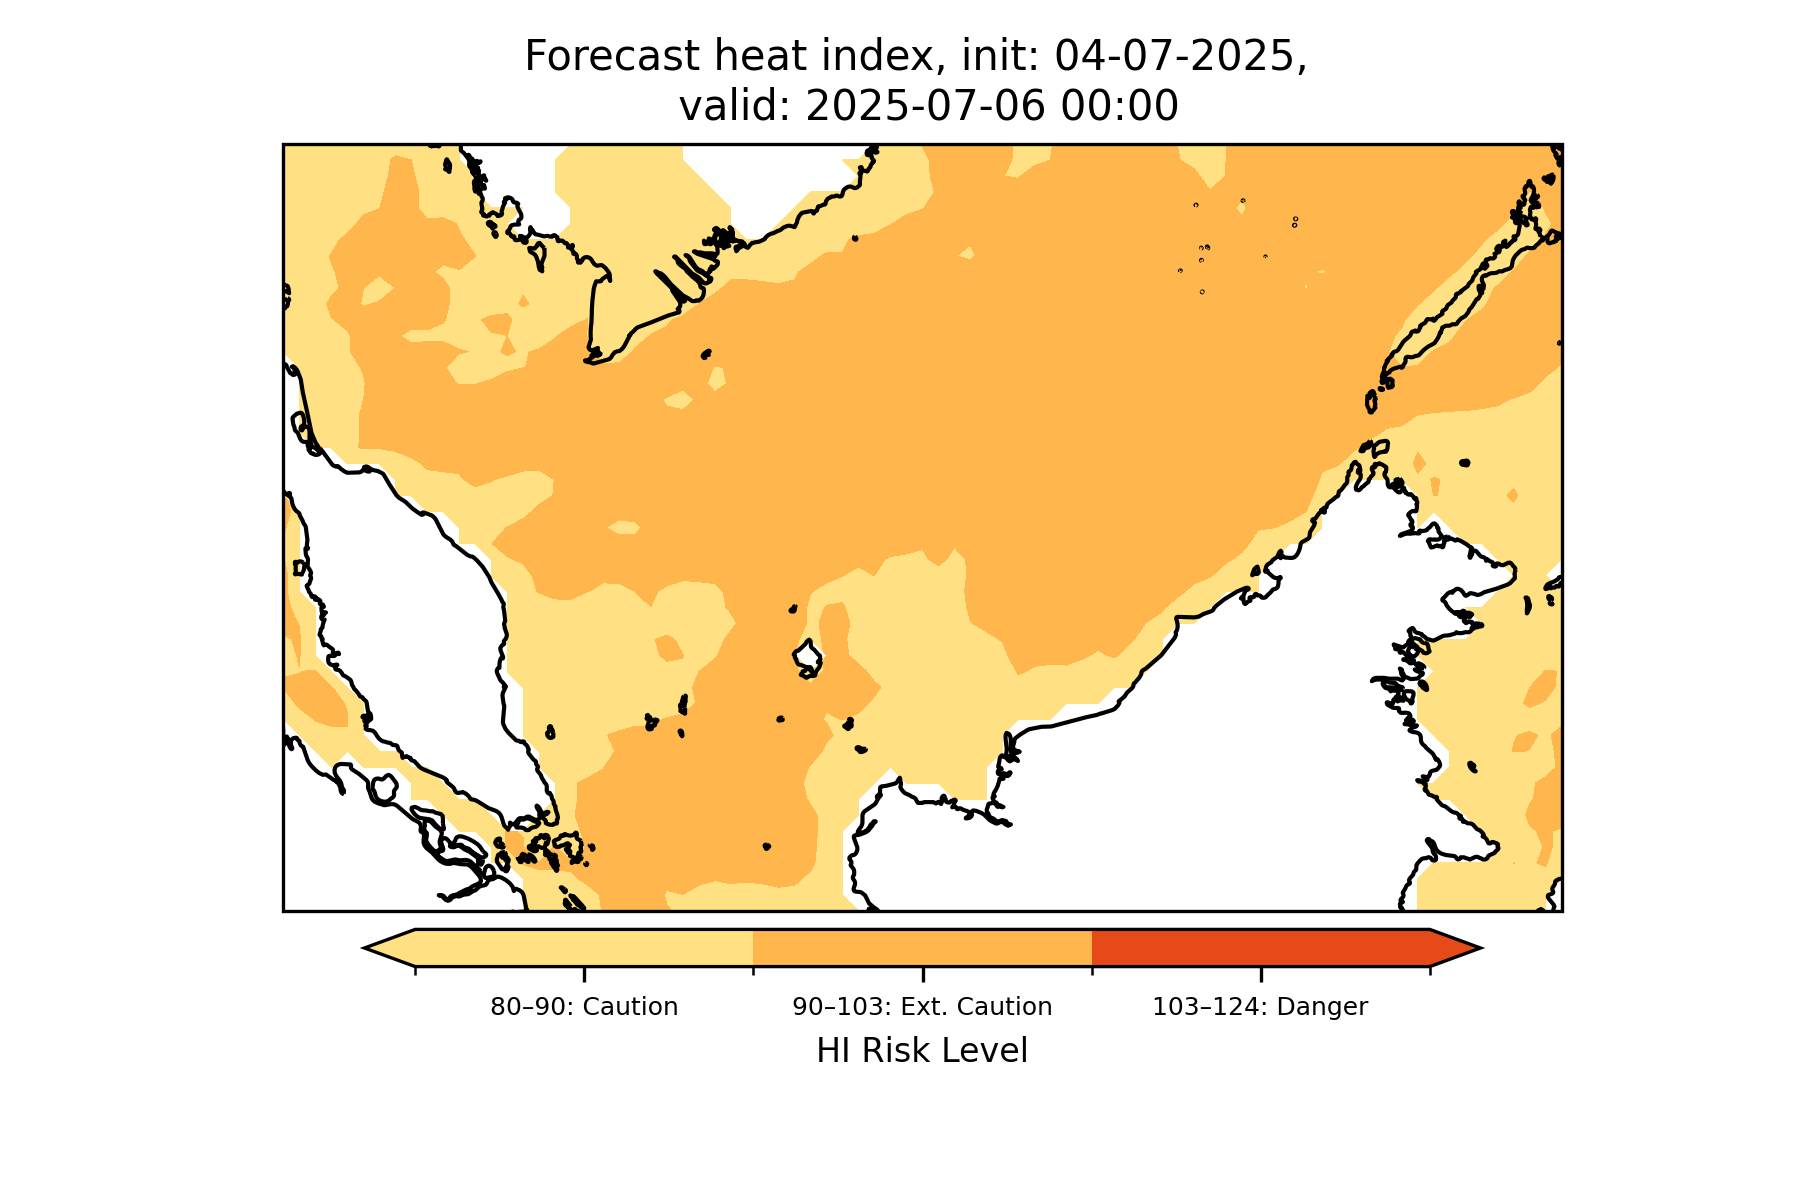 Forecast heat index, init: 04-07-2025,
valid: 2025-07-06 00:00
80–90: Caution
90–103: Ext. Caution
103–124: Danger
HI Risk Level